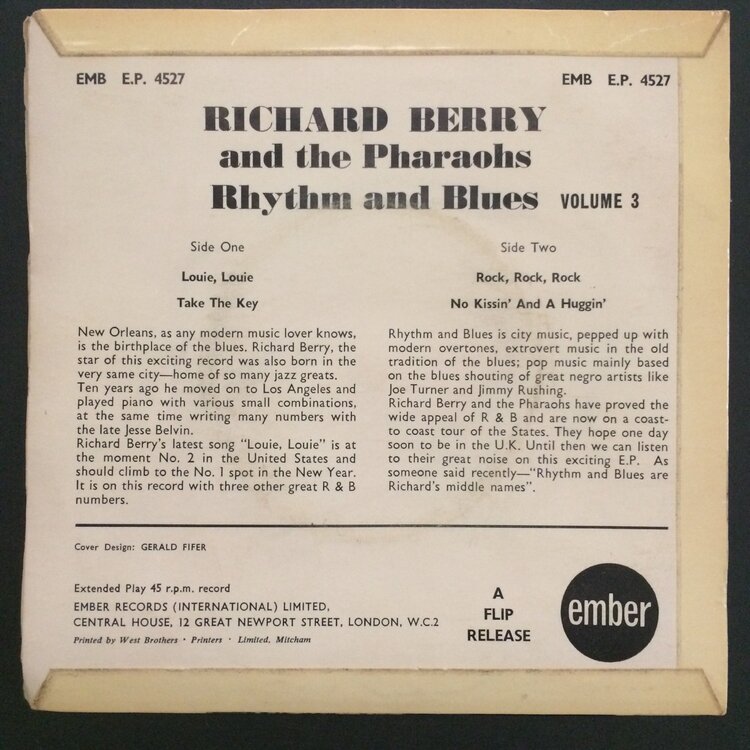 EMB E.P. 4527
EMB E.P. 4527
RICHARD BERRY
and the Pharaohs
Rhythm and Blues VOLUME 3
Side One
Louie, Louie
Take The Key
New Orleans, as any modern music lover knows,
is the birthplace of the blues. Richard Berry, the
star of this exciting record was also born in the
very same city—home of so many jazz greats.
Ten years ago he moved on to Los Angeles and
played piano with various small combinations,
at the same time writing many numbers with
the late Jesse Belvin.
Richard Berry's latest song "Louie, Louie" is at
the moment No. 2 in the United States and
should climb to the No. 1 spot in the New Year.
It is on this record with three other great R & B
numbers.
Side Two
Rock, Rock, Rock
No Kissin' And A Huggin'
Rhythm and Blues is city music, pepped up with
modern overtones, extrovert music in the old
tradition of the blues; pop music mainly based
on the blues shouting of great negro artists like
Joe Turner and Jimmy Rushing.
Richard Berry and the Pharaohs have proved the
wide appeal of R & B and are now on a coast-
to coast tour of the States. They hope one day
soon to be in the U.K. Until then we can listen
to their great noise on this exciting E.P. As
someone said recently—"Rhythm and Blues are
Richard's middle names".
Cover Design: GERALD FIFER
Extended Play 45 r.p.m. record
EMBER RECORDS (INTERNATIONAL) LIMITED,
CENTRAL HOUSE, 12 GREAT NEWPORT STREET, LONDON, W.C.2
Printed by West Brothers · Printers · Limited, Mitcham
A
FLIP
RELEASE
ember